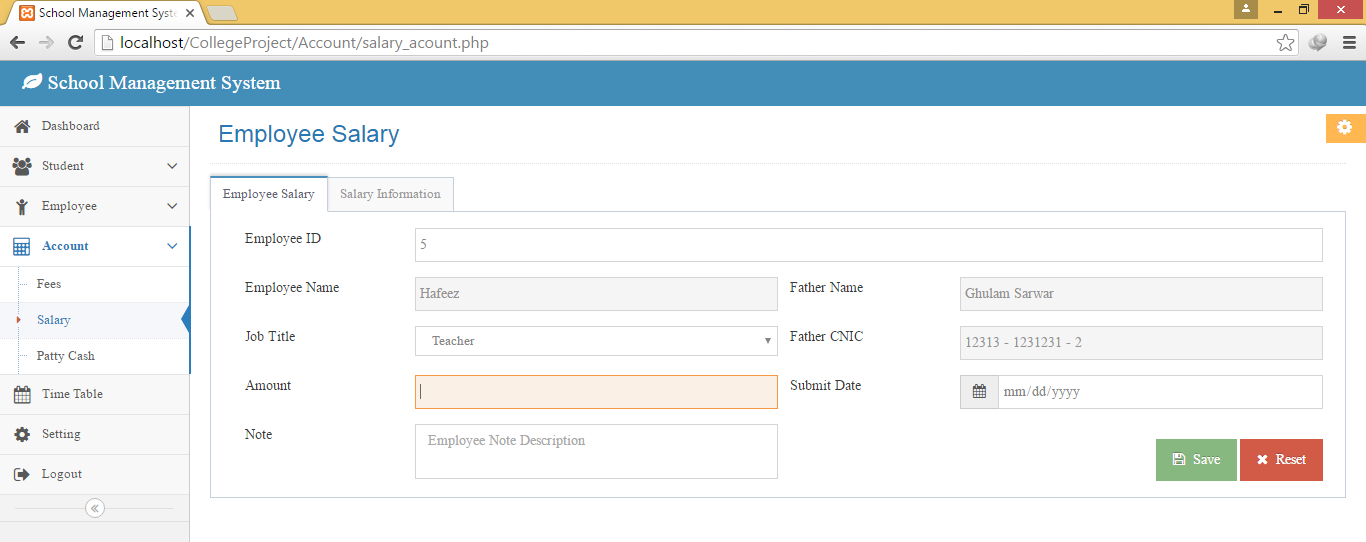 School Management Syste
localhost/CollegeProject/Account/salary_acount.php
School Management System
Dashboard
Student
Employee
Account
Fees
Salary
Patty Cash
Time Table
Setting
Logout
Employee Salary
Employee Salary
Salary Information
Employee ID
5
Employee Name
Hafeez
Father Name
Ghulam Sarwar
Job Title
Teacher
Father CNIC
12313 - 1231231 - 2
Amount
Submit Date
mm/dd/yyyy
Note
Employee Note Description
Save
Reset